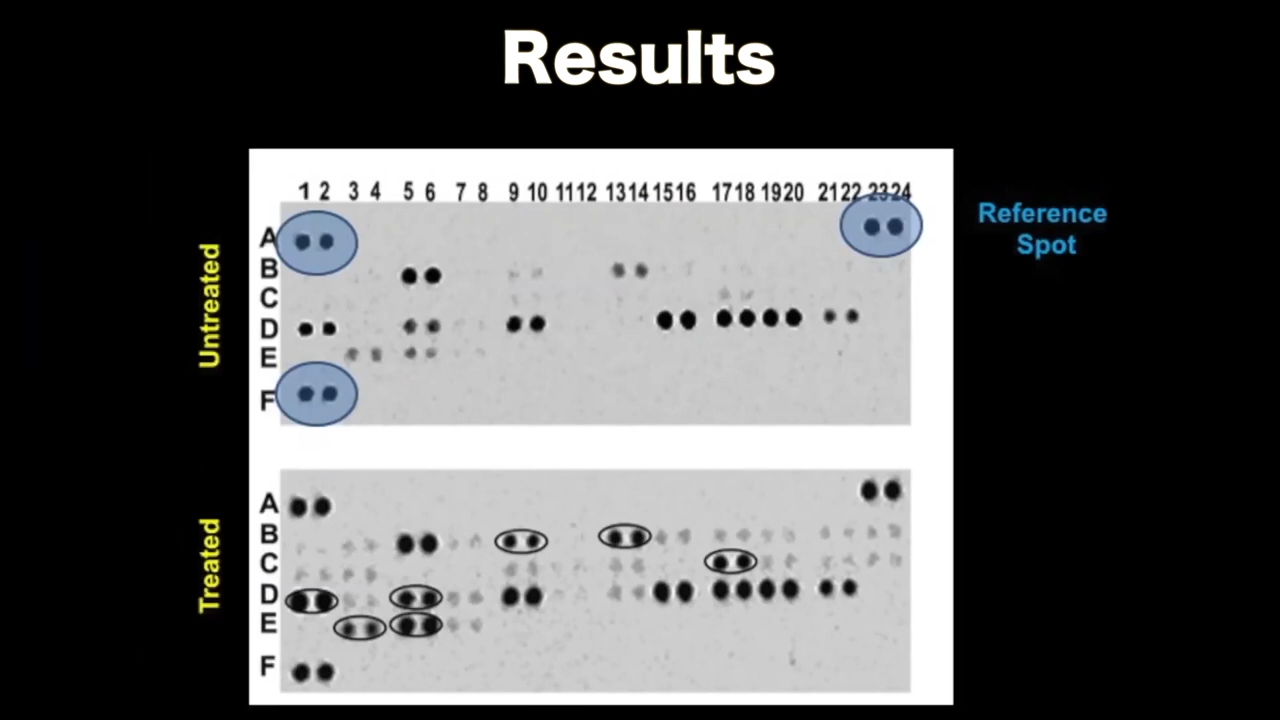 Results
1 2 3 4 5 6 7 8 9 10 11 12 13 14 15 16 17 18 19 20 21 22 23 24
Reference
Spot
Untreated
A
B
C
D
E
F
Treated
A
B
C
D
E
F